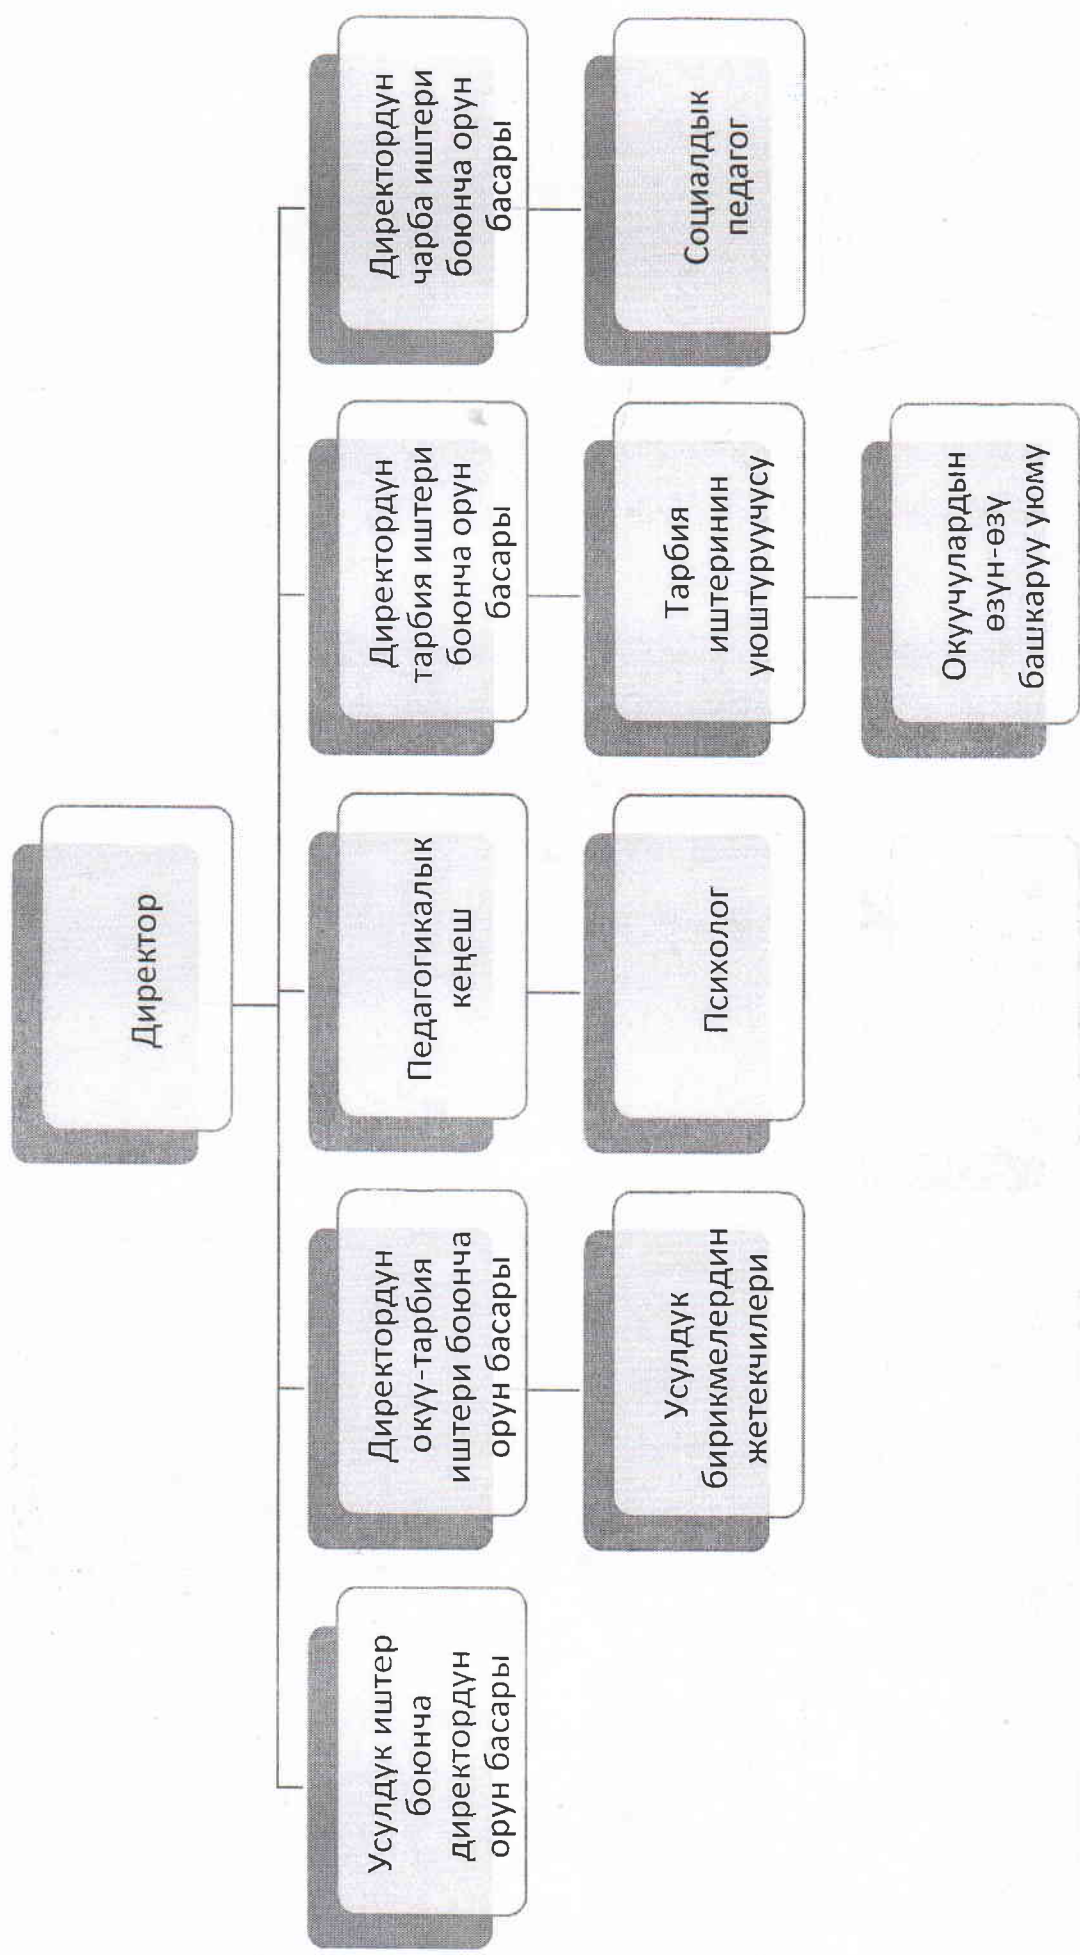 Директор
Усулдук иштер
боюнча
директордун
орун басары
Директордун
окуу-тарбия
иштери боюнча
орун басары
Педагогикалык
кеңеш
Директордун
тарбия иштери
боюнча орун
басары
Директордун
чарба иштери
боюнча орун
басары
Усулдук
бирикмелердин
жетекчилери
Психолог
Тарбия
иштеринин
уюштуруучусу
Социалдык
педагог
Окуучулардын
өзүн-өзү
башкаруу уюму